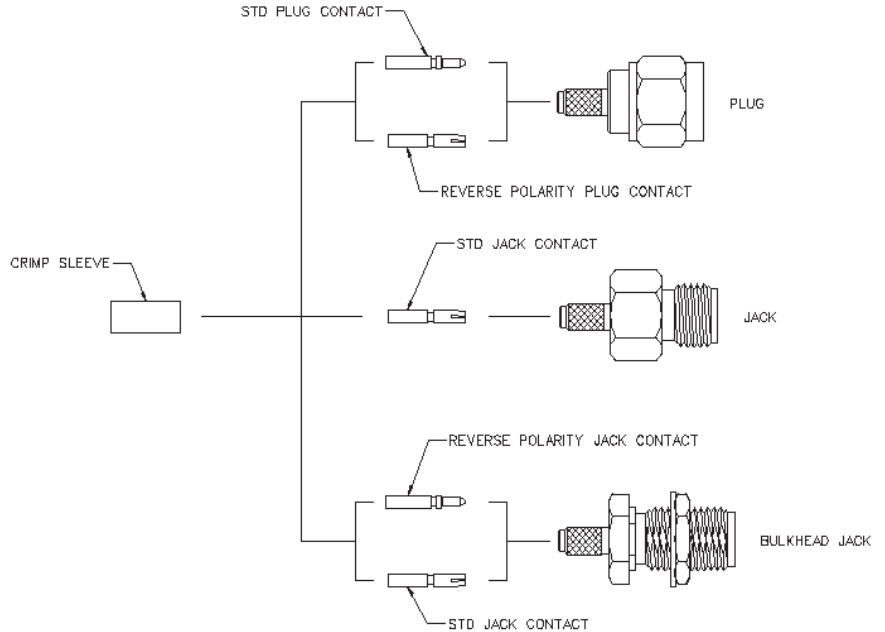 STD PLUG CONTACT
PLUG
REVERSE POLARITY PLUG CONTACT
STD JACK CONTACT
CRIMP SLEEVE
JACK
REVERSE POLARITY JACK CONTACT
BULKHEAD JACK
STD JACK CONTACT